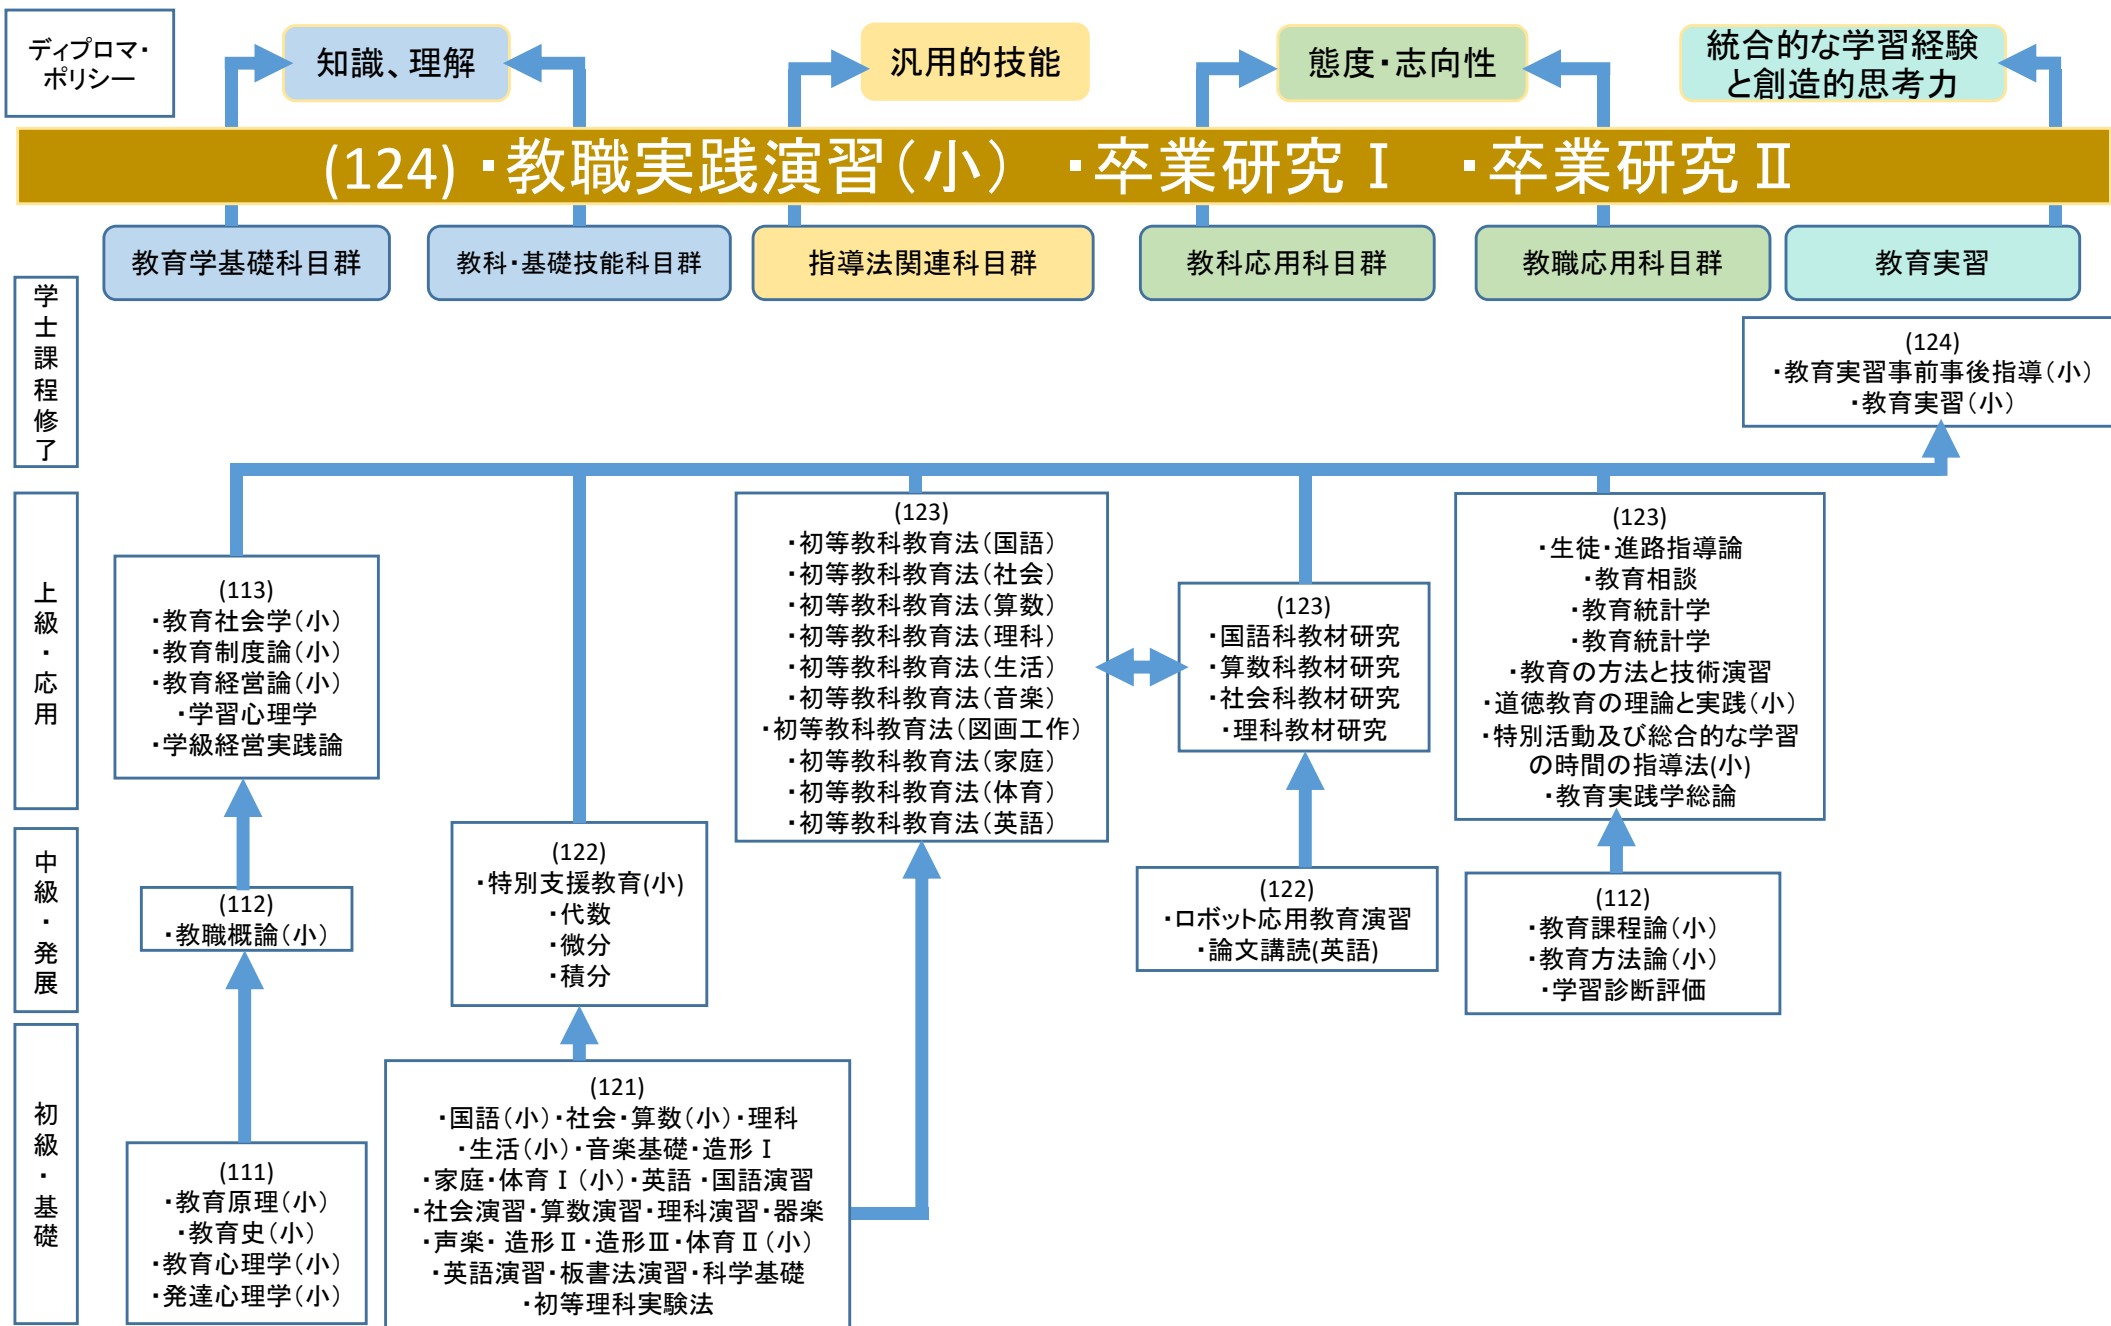 ディプロマ・
ポリシー
知識、理解
汎用的技能
態度・志向性
統合的な学習経験
と創造的思考力
(124)・教職実践演習(小) ・卒業研究Ⅰ ・卒業研究Ⅱ
教育学基礎科目群
教科・基礎技能科目群
指導法関連科目群
教科応用科目群
教職応用科目群
教育実習
学士課程修了
(124)
・教育実習事前事後指導(小)
・教育実習(小)
上級・応用
(113)
・教育社会学(小)
・教育制度論(小)
・教育経営論(小)
・学習心理学
・学級経営実践論
(123)
・初等教科教育法(国語)
・初等教科教育法(社会)
・初等教科教育法(算数)
・初等教科教育法(理科)
・初等教科教育法(生活)
・初等教科教育法(音楽)
・初等教科教育法(図画工作)
・初等教科教育法(家庭)
・初等教科教育法(体育)
・初等教科教育法(英語)
(123)
・国語科教材研究
・算数科教材研究
・社会科教材研究
・理科教材研究
(123)
・生徒・進路指導論
・教育相談
・教育統計学
・教育統計学
・教育の方法と技術演習
・道徳教育の理論と実践(小)
・特別活動及び総合的な学習
の時間の指導法(小)
・教育実践学総論
中級・発展
(112)
・教職概論(小)
(122)
・特別支援教育(小)
・代数
・微分
・積分
(122)
・ロボット応用教育演習
・論文講読(英語)
(112)
・教育課程論(小)
・教育方法論(小)
・学習診断評価
初級・基礎
(111)
・教育原理(小)
・教育史(小)
・教育心理学(小)
・発達心理学(小)
(121)
・国語(小)・社会・算数(小)・理科
・生活(小)・音楽基礎・造形Ⅰ
・家庭・体育Ⅰ(小)・英語・国語演習
・社会演習・算数演習・理科演習・器楽
・声楽・造形Ⅱ・造形Ⅲ・体育Ⅱ(小)
・英語演習・板書法演習・科学基礎
・初等理科実験法